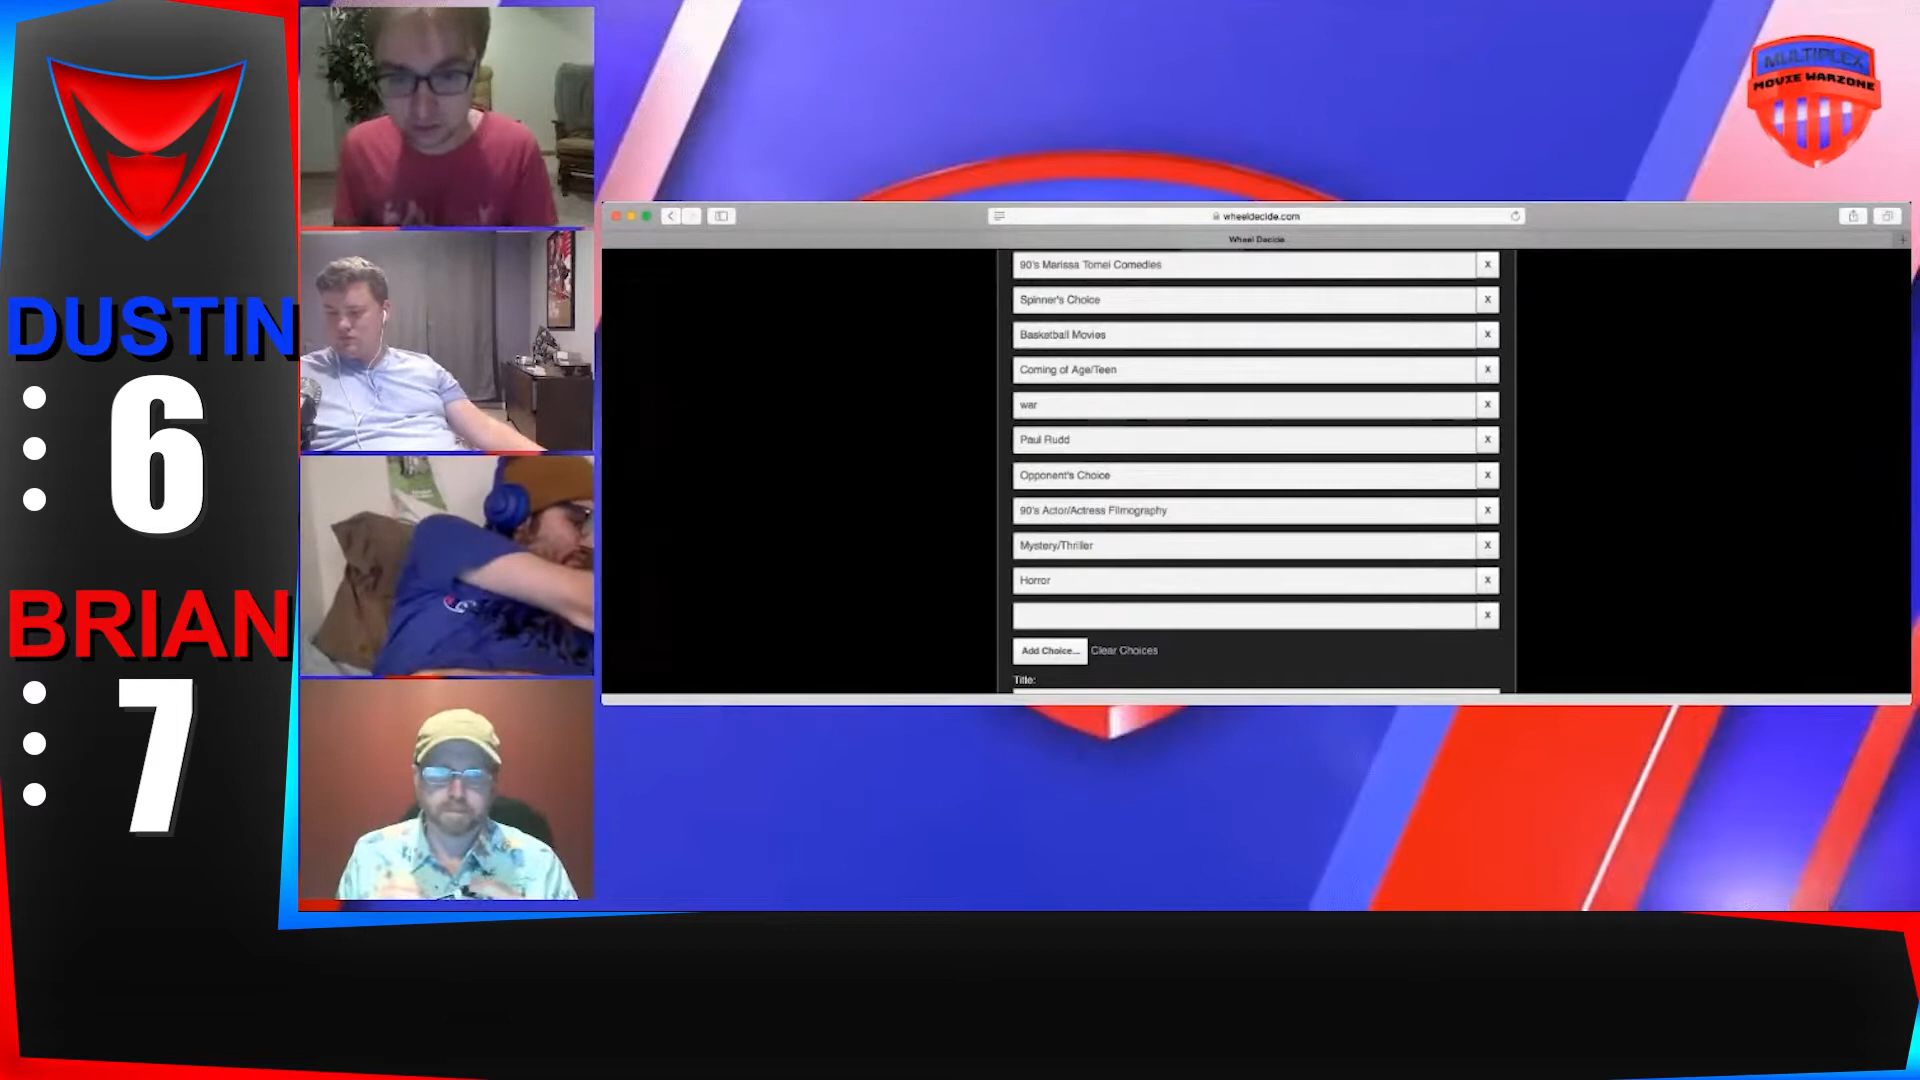 DUSTIN
6
BRIAN
7
MULTIPLEX
MOVIE WARZONE
wheeldecide.com
Wheel Decide
90's Marissa Tomei Comedies
X
Spinner's Choice
X
Basketball Movies
X
Coming of Age/Teen
X
war
X
Paul Rudd
X
Opponent's Choice
X
90's Actor/Actress Filmography
X
Mystery/Thriller
X
Horror
X
X
Add Choice... Clear Choices
Title: